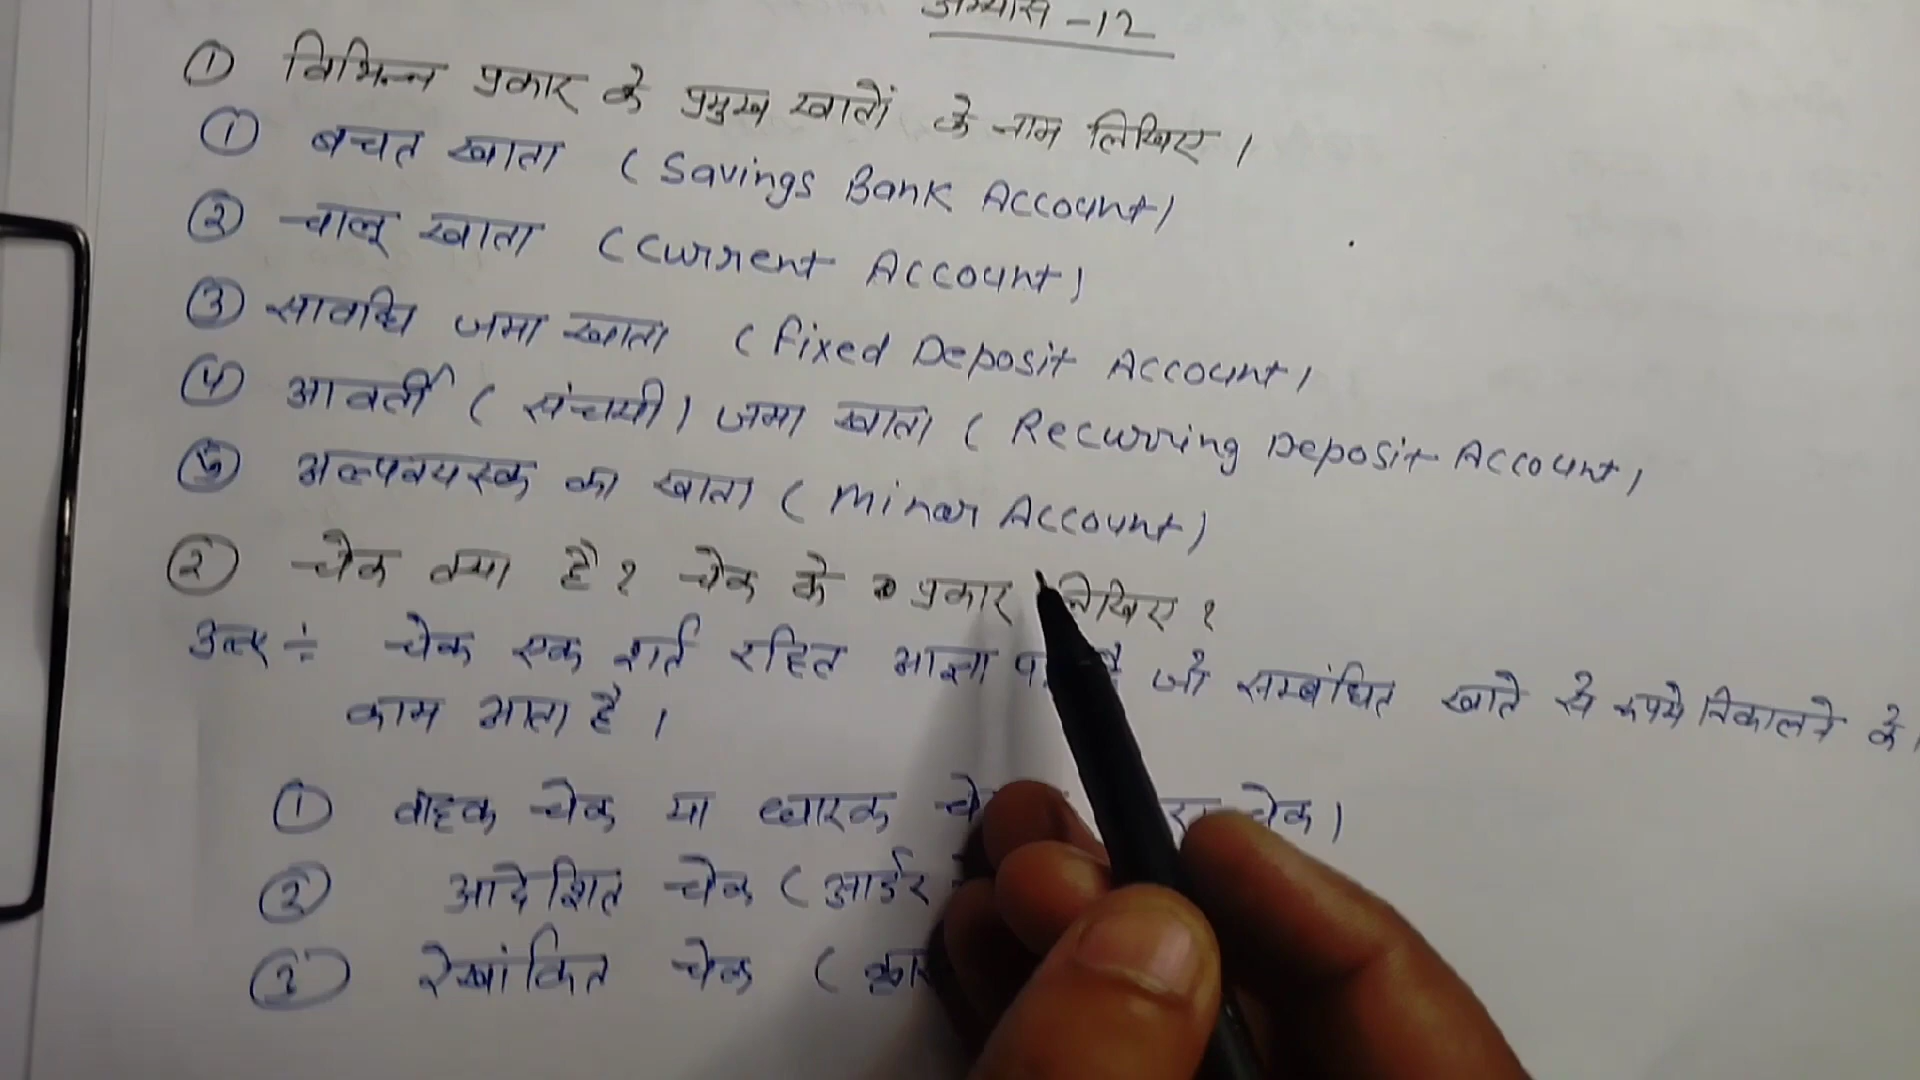 अभ्यास -12
① विभिन्न प्रकार के प्रमुख खातों के नाम लिखिए ।
① बचत खाता (Savings Bank Account)
② चालू खाता (Current Account)
③ सावधि जमा खाता (Fixed Deposit Account)
④ आवर्ती (संचयी) जमा खाता (Recurring Deposit Account)
⑤ अल्पवयस्क का खाता (Minor Account)
② चेक क्या है? चेक के प्रकार लिखिए?
उत्तर ÷ चेक एक शर्त रहित आज्ञा जो सम्बंधित खाते से रूपये निकालने के
काम आता है ।
① वाहक चेक या धारक चेक)
② आदेशित चेक (आर्डर
③ रेखांकित चेक (